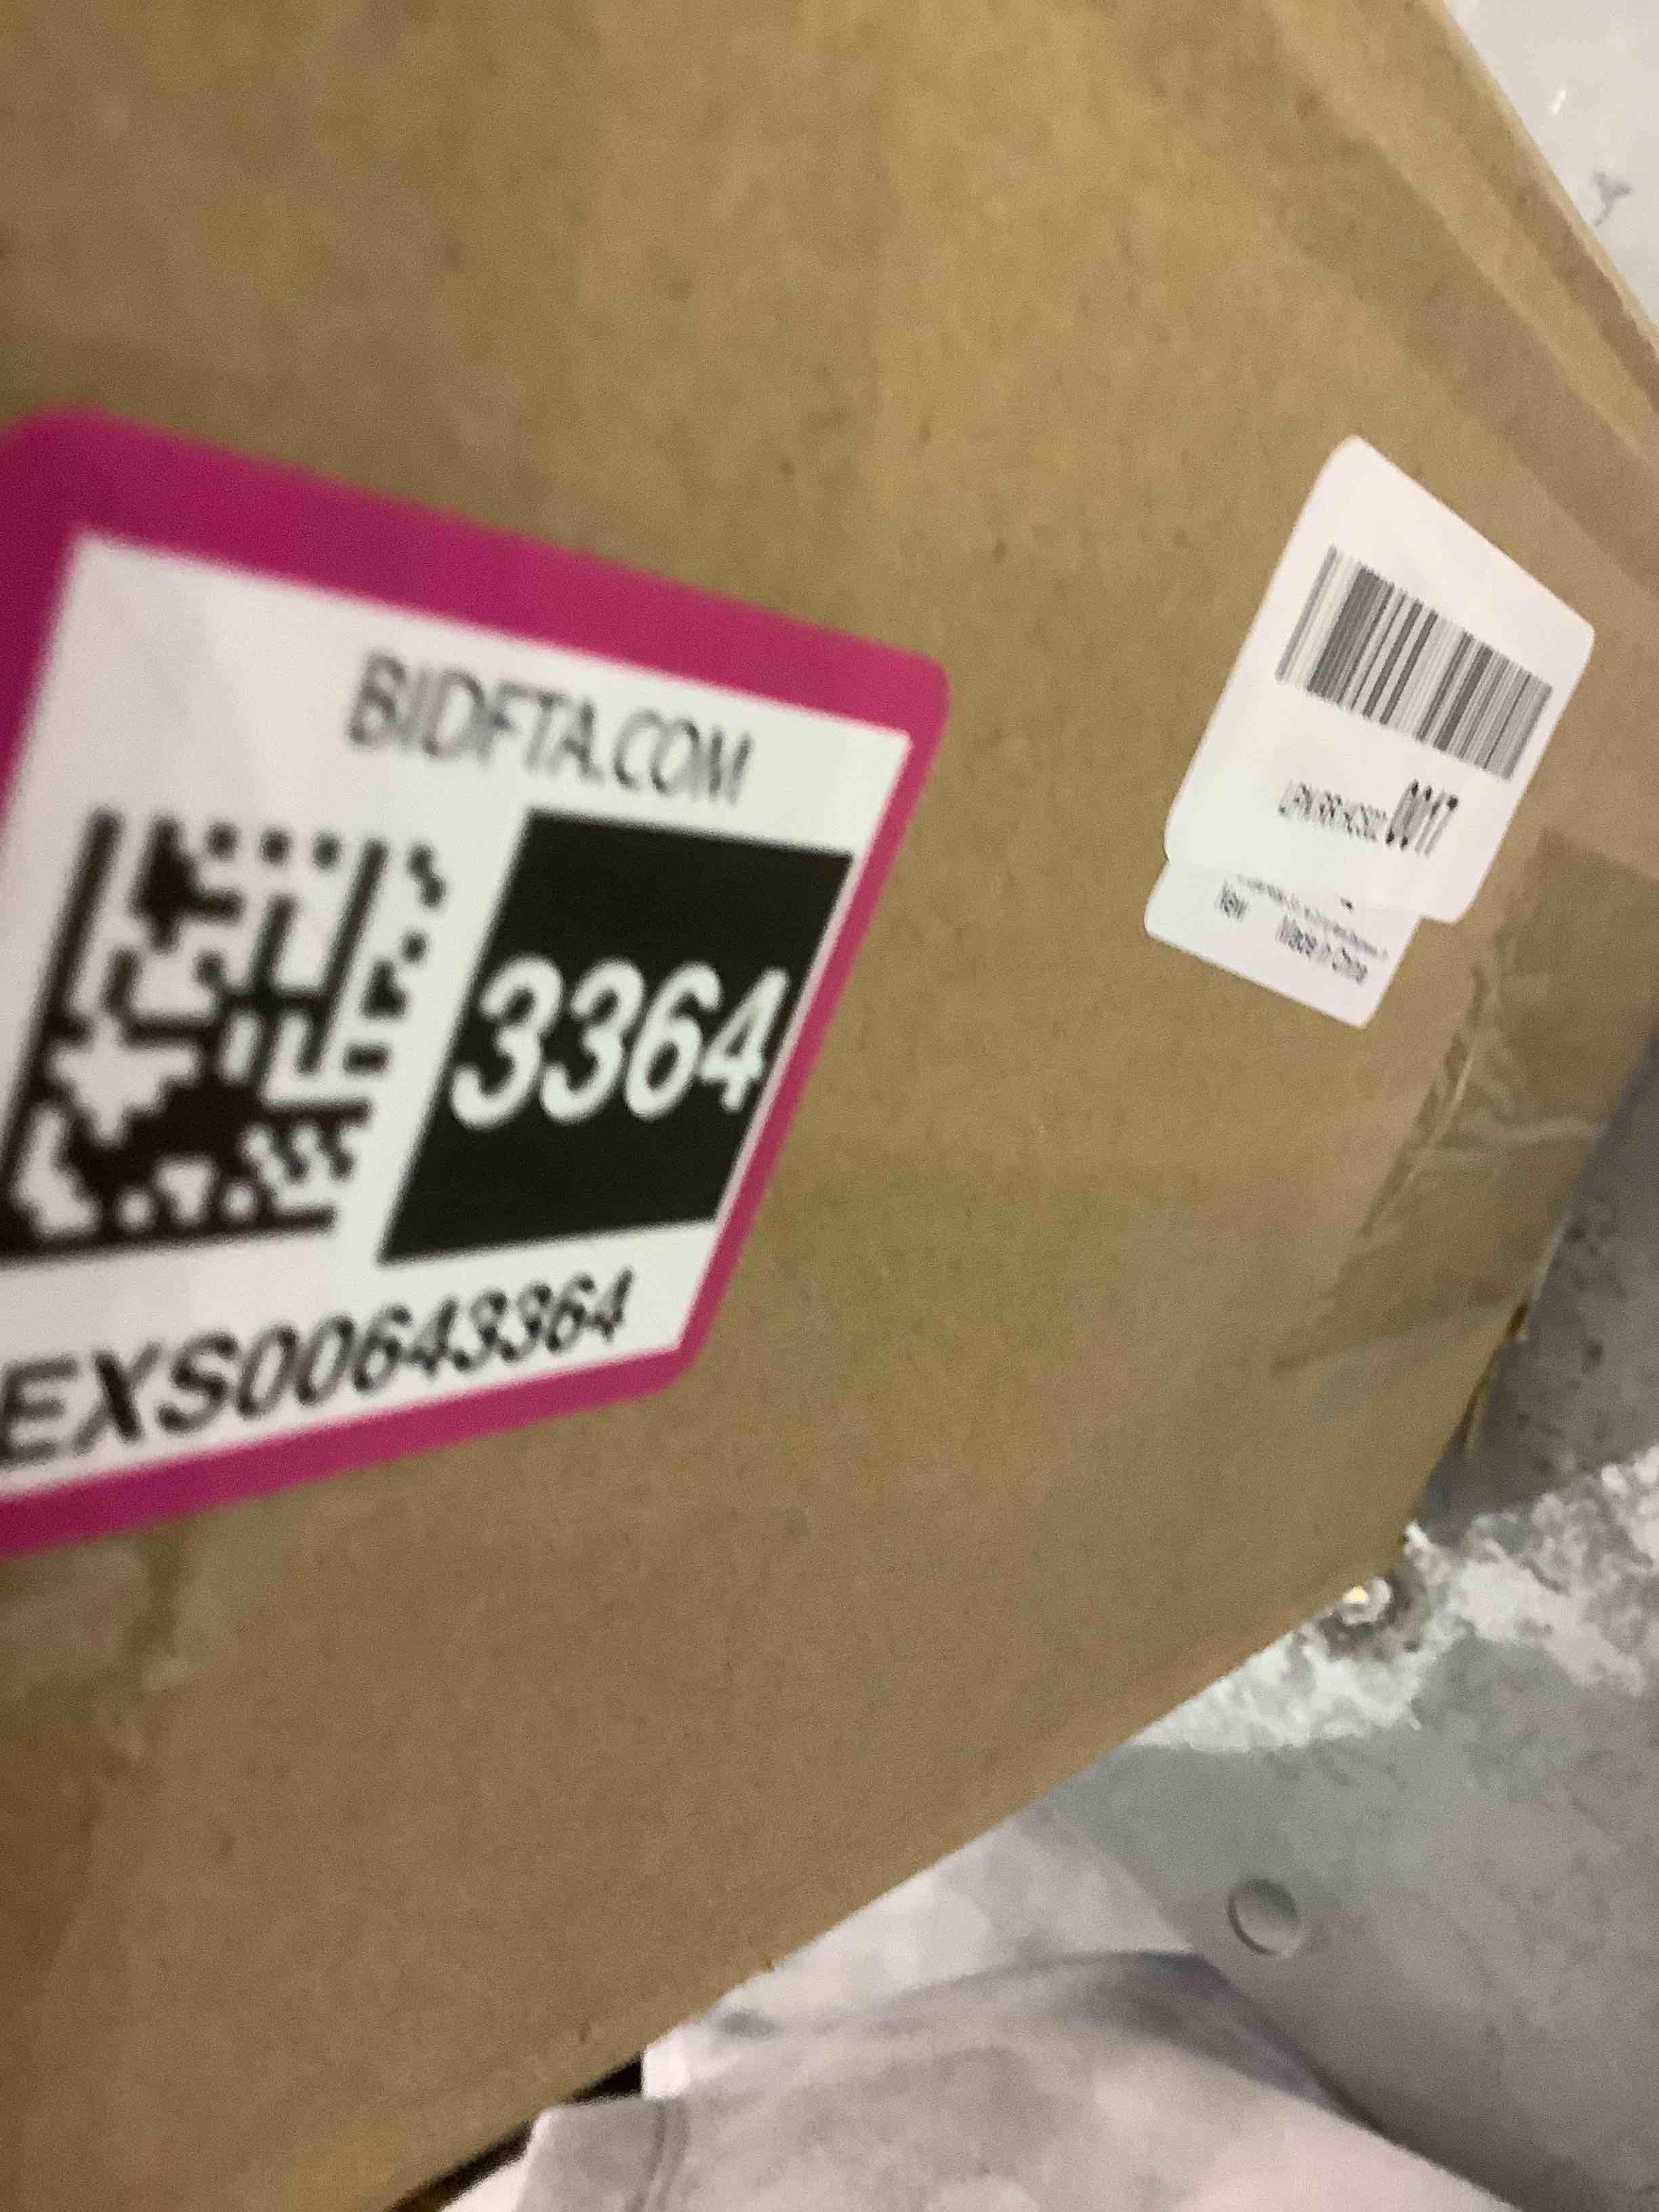 BIDFTA.COM
3364
EXS00643364
0017
New
Made in China